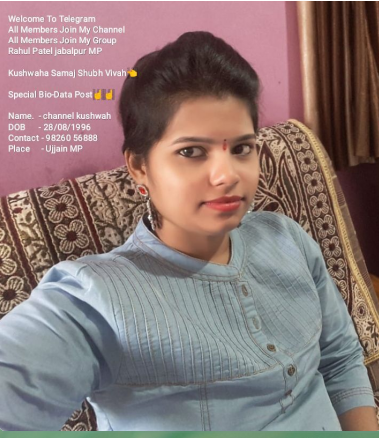 Welcome To Telegram
All Members Join My Channel
All Members Join My Group
Rahul Patel jabalpur MP
Kushwaha Samaj Shubh Vivah👆
Special Bio-Data Post☝️☝️
Name. - channel kushwah
DOB - 28/08/1996
Contact - 98260 56888
Place - Ujjain MP